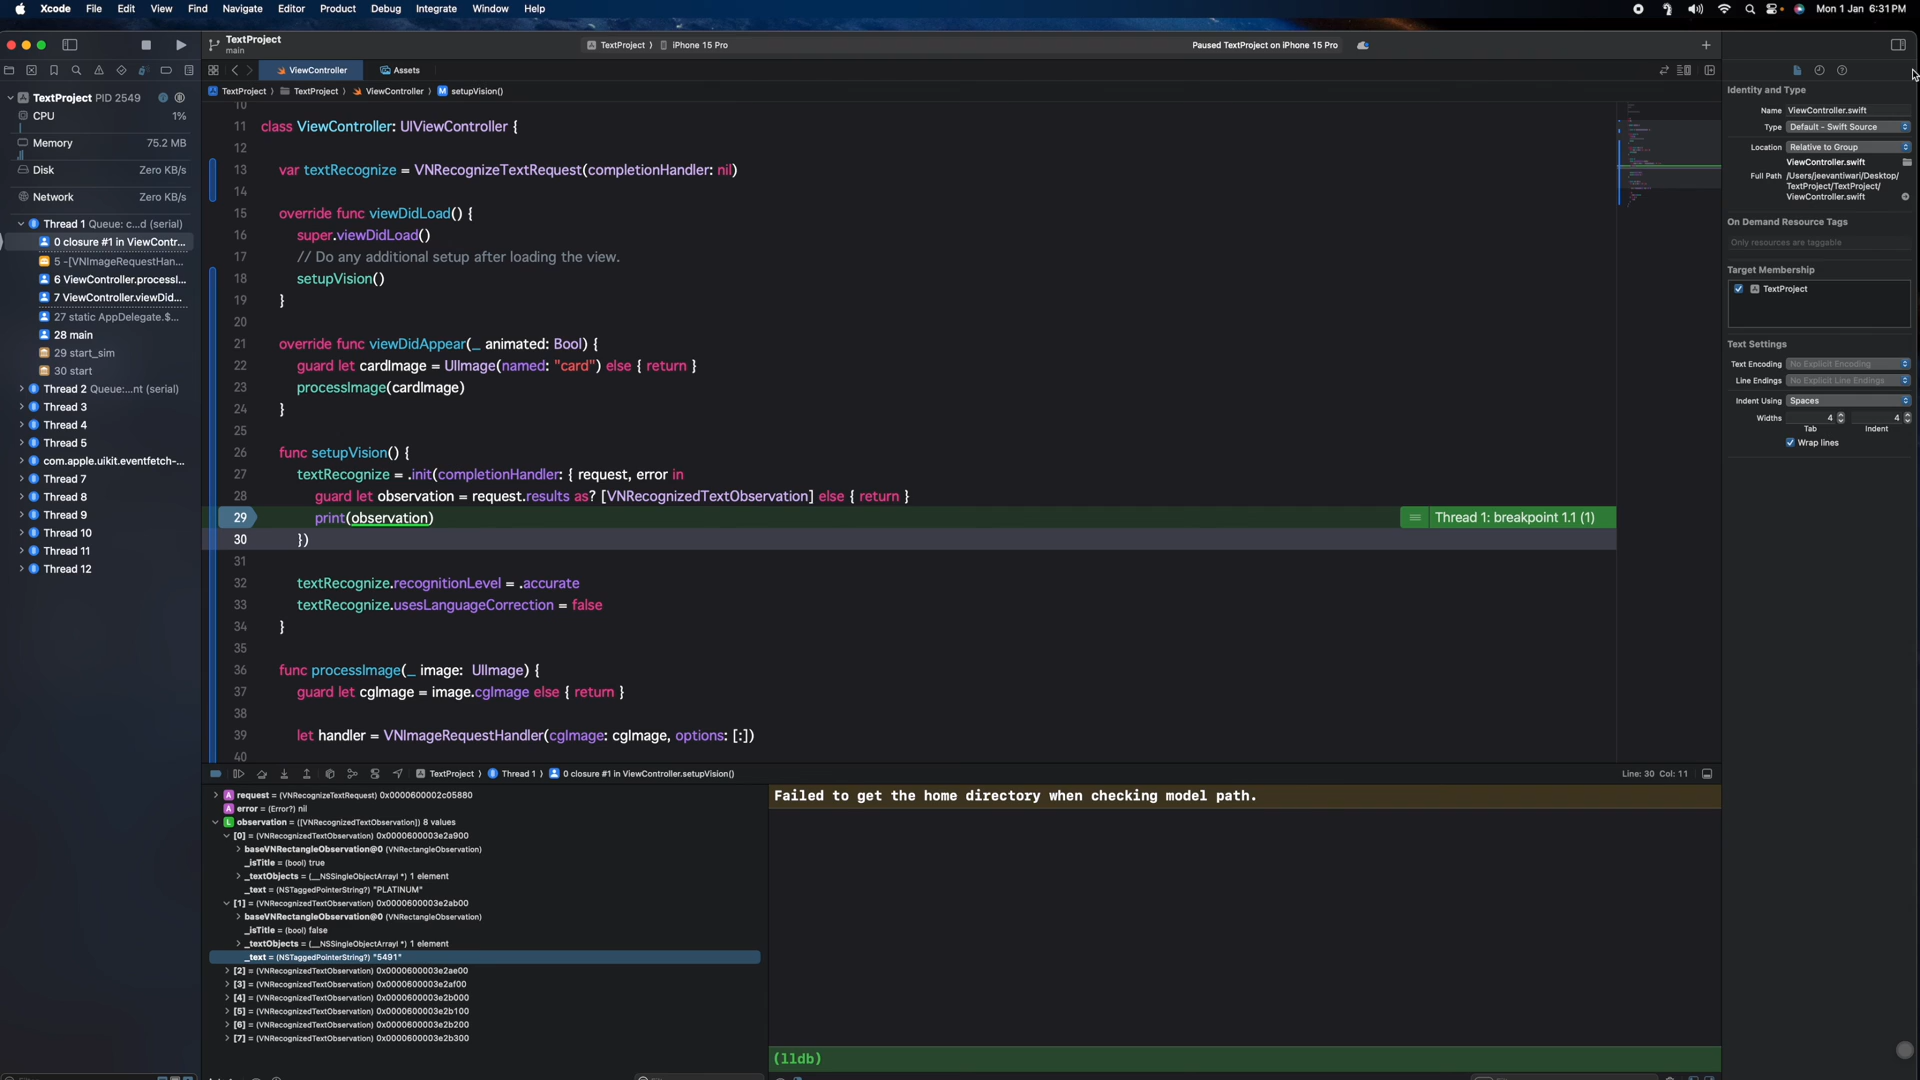 Xcode File Edit View Find Navigate Editor Product Debug Integrate Window Help Mon 1 Jan 6:31 PM
TextProject
main
TextProject ⟩ iPhone 15 Pro
Paused TextProject on iPhone 15 Pro
ViewController Assets
TextProject ⟩ TextProject ⟩ ViewController ⟩ M setupVision()
TextProject PID 2549
CPU 1%
Memory 75.2 MB
Disk Zero KB/s
Network Zero KB/s
Thread 1 Queue: c...d (serial)
0 closure #1 in ViewContr...
5 -[VNImageRequestHan...
6 ViewController.processI...
7 ViewController.viewDid...
27 static AppDelegate.$...
28 main
29 start_sim
30 start
Thread 2 Queue:...nt (serial)
Thread 3
Thread 4
Thread 5
com.apple.uikit.eventfetch-...
Thread 7
Thread 8
Thread 9
Thread 10
Thread 11
Thread 12
10
11 class ViewController: UIViewController {
12
13 var textRecognize = VNRecognizeTextRequest(completionHandler: nil)
14
15 override func viewDidLoad() {
16 super.viewDidLoad()
17 // Do any additional setup after loading the view.
18 setupVision()
19 }
20
21 override func viewDidAppear(_ animated: Bool) {
22 guard let cardImage = UIImage(named: "card") else { return }
23 processImage(cardImage)
24 }
25
26 func setupVision() {
27 textRecognize = .init(completionHandler: { request, error in
28 guard let observation = request.results as? [VNRecognizedTextObservation] else { return }
29 print(observation) Thread 1: breakpoint 1.1 (1)
30 })
31
32 textRecognize.recognitionLevel = .accurate
33 textRecognize.usesLanguageCorrection = false
34 }
35
36 func processImage(_ image: UIImage) {
37 guard let cgImage = image.cgImage else { return }
38
39 let handler = VNImageRequestHandler(cgImage: cgImage, options: [:])
40
TextProject ⟩ Thread 1 ⟩ 0 closure #1 in ViewController.setupVision() Line: 30 Col: 11
A request = (VNRecognizeTextRequest) 0x0000600002c05880
A error = (Error?) nil
L observation = ([VNRecognizedTextObservation]) 8 values
[0] = (VNRecognizedTextObservation) 0x0000600003e2a900
baseVNRectangleObservation@0 (VNRectangleObservation)
_isTitle = (bool) true
_textObjects = (__NSSingleObjectArrayI *) 1 element
_text = (NSTaggedPointerString?) "PLATINUM"
[1] = (VNRecognizedTextObservation) 0x0000600003e2ab00
baseVNRectangleObservation@0 (VNRectangleObservation)
_isTitle = (bool) false
_textObjects = (__NSSingleObjectArrayI *) 1 element
_text = (NSTaggedPointerString?) "5491"
[2] = (VNRecognizedTextObservation) 0x0000600003e2ae00
[3] = (VNRecognizedTextObservation) 0x0000600003e2af00
[4] = (VNRecognizedTextObservation) 0x0000600003e2b000
[5] = (VNRecognizedTextObservation) 0x0000600003e2b100
[6] = (VNRecognizedTextObservation) 0x0000600003e2b200
[7] = (VNRecognizedTextObservation) 0x0000600003e2b300
Failed to get the home directory when checking model path.
(lldb)
Identity and Type
Name ViewController.swift
Type Default - Swift Source
Location Relative to Group
ViewController.swift
Full Path /Users/jeevantiwari/Desktop/
TextProject/TextProject/
ViewController.swift
On Demand Resource Tags
Only resources are taggable
Target Membership
TextProject
Text Settings
Text Encoding No Explicit Encoding
Line Endings No Explicit Line Endings
Indent Using Spaces
Widths 4 4
Tab Indent
Wrap lines